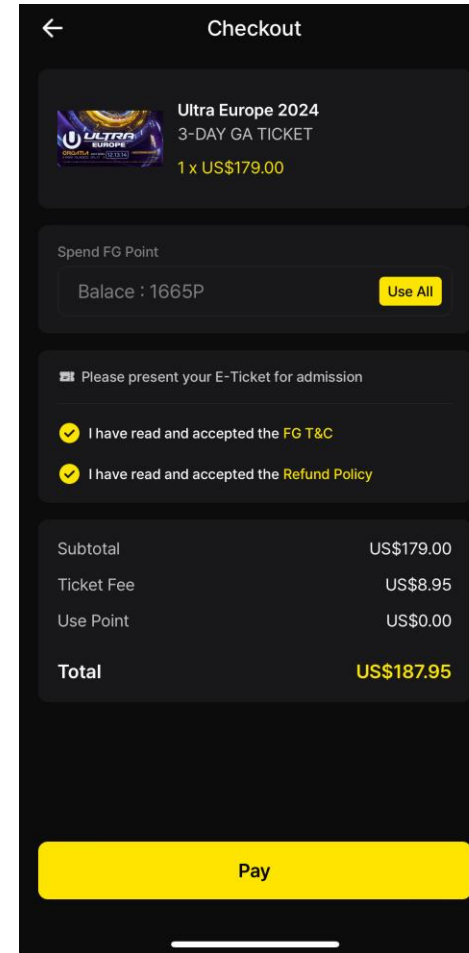 Checkout
Ultra Europe 2024
3-DAY GA TICKET
1 x US$179.00
ULTRA
EUROPE
Spend FG Point
Balace : 1665P
Use All
Please present your E-Ticket for admission
I have read and accepted the FG T&C
I have read and accepted the Refund Policy
Subtotal US$179.00
Ticket Fee US$8.95
Use Point US$0.00
Total US$187.95
Pay